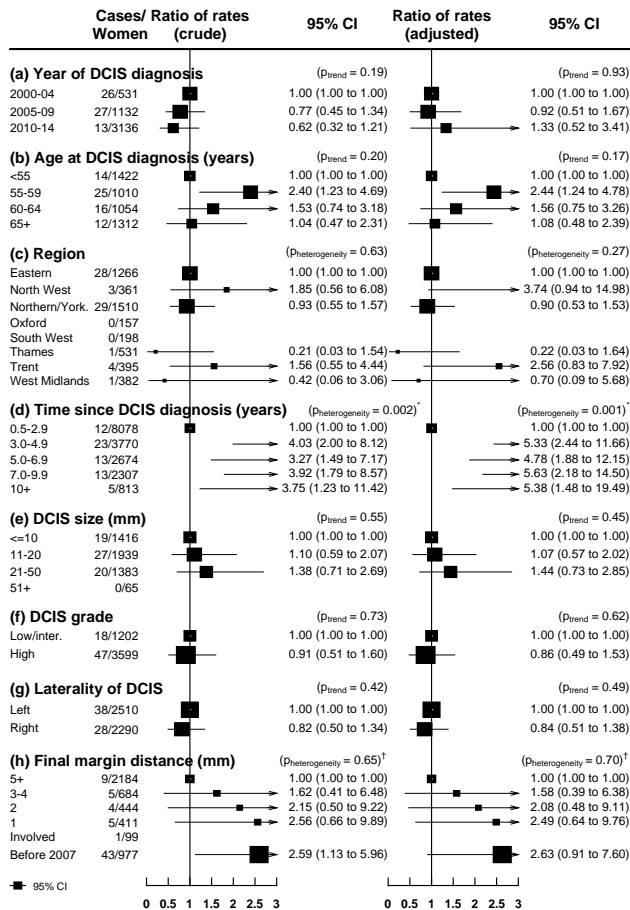 Cases/ Ratio of rates 95% CI Ratio of rates 95% CI
Women (crude) (adjusted)
(a) Year of DCIS diagnosis (ptrend = 0.19) (ptrend = 0.93)
2000-04 26/531 1.00 (1.00 to 1.00) 1.00 (1.00 to 1.00)
2005-09 27/1132 0.77 (0.45 to 1.34) 0.92 (0.51 to 1.67)
2010-14 13/3136 0.62 (0.32 to 1.21) 1.33 (0.52 to 3.41)
(b) Age at DCIS diagnosis (years) (ptrend = 0.20) (ptrend = 0.17)
<55 14/1422 1.00 (1.00 to 1.00) 1.00 (1.00 to 1.00)
55-59 25/1010 2.40 (1.23 to 4.69) 2.44 (1.24 to 4.78)
60-64 16/1054 1.53 (0.74 to 3.18) 1.56 (0.75 to 3.26)
65+ 12/1312 1.04 (0.47 to 2.31) 1.08 (0.48 to 2.39)
(c) Region (pheterogeneity = 0.63) (pheterogeneity = 0.27)
Eastern 28/1266 1.00 (1.00 to 1.00) 1.00 (1.00 to 1.00)
North West 3/361 1.85 (0.56 to 6.08) 3.74 (0.94 to 14.98)
Northern/York. 29/1510 0.93 (0.55 to 1.57) 0.90 (0.53 to 1.53)
Oxford 0/157
South West 0/198
Thames 1/531 0.21 (0.03 to 1.54) 0.22 (0.03 to 1.64)
Trent 4/395 1.56 (0.55 to 4.44) 2.56 (0.83 to 7.92)
West Midlands 1/382 0.42 (0.06 to 3.06) 0.70 (0.09 to 5.68)
(d) Time since DCIS diagnosis (years) (pheterogeneity = 0.002)* (pheterogeneity = 0.001)*
0.5-2.9 12/8078 1.00 (1.00 to 1.00) 1.00 (1.00 to 1.00)
3.0-4.9 23/3770 4.03 (2.00 to 8.12) 5.33 (2.44 to 11.66)
5.0-6.9 13/2674 3.27 (1.49 to 7.17) 4.78 (1.88 to 12.15)
7.0-9.9 13/2307 3.92 (1.79 to 8.57) 5.63 (2.18 to 14.50)
10+ 5/813 3.75 (1.23 to 11.42) 5.38 (1.48 to 19.49)
(e) DCIS size (mm) (ptrend = 0.55) (ptrend = 0.45)
<=10 19/1416 1.00 (1.00 to 1.00) 1.00 (1.00 to 1.00)
11-20 27/1939 1.10 (0.59 to 2.07) 1.07 (0.57 to 2.02)
21-50 20/1383 1.38 (0.71 to 2.69) 1.44 (0.73 to 2.85)
51+ 0/65
(f) DCIS grade (ptrend = 0.73) (ptrend = 0.62)
Low/inter. 18/1202 1.00 (1.00 to 1.00) 1.00 (1.00 to 1.00)
High 47/3599 0.91 (0.51 to 1.60) 0.86 (0.49 to 1.53)
(g) Laterality of DCIS (ptrend = 0.42) (ptrend = 0.49)
Left 38/2510 1.00 (1.00 to 1.00) 1.00 (1.00 to 1.00)
Right 28/2290 0.82 (0.50 to 1.34) 0.84 (0.51 to 1.38)
(h) Final margin distance (mm) (pheterogeneity = 0.65)† (pheterogeneity = 0.70)†
5+ 9/2184 1.00 (1.00 to 1.00) 1.00 (1.00 to 1.00)
3-4 5/684 1.62 (0.41 to 6.48) 1.58 (0.39 to 6.38)
2 4/444 2.15 (0.50 to 9.22) 2.08 (0.48 to 9.11)
1 5/411 2.56 (0.66 to 9.89) 2.49 (0.64 to 9.76)
Involved 1/99
Before 2007 43/977 2.59 (1.13 to 5.96) 2.63 (0.91 to 7.60)
95% CI
0 1 1.5 2 2.5 3 0 1 1.5 2 2.5 3